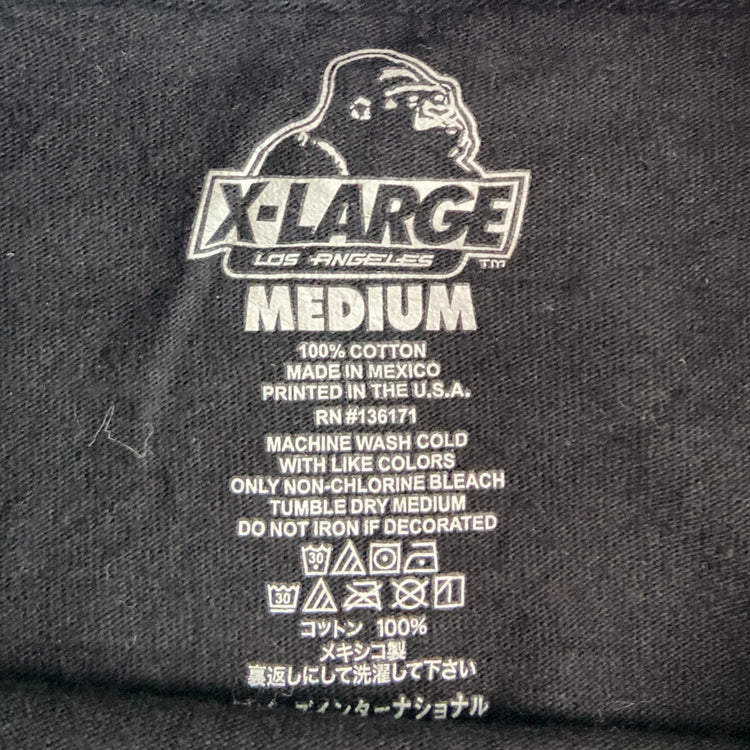 X-LARGE
LOS ANGELES
TM
MEDIUM
100% COTTON
MADE IN MEXICO
PRINTED IN THE U.S.A.
RN #136171
MACHINE WASH COLD
WITH LIKE COLORS
ONLY NON-CHLORINE BLEACH
TUMBLE DRY MEDIUM
DO NOT IRON IF DECORATED
30
30
コットン 100%
メキシコ製
裏返しにして洗濯して下さい
インターナショナル